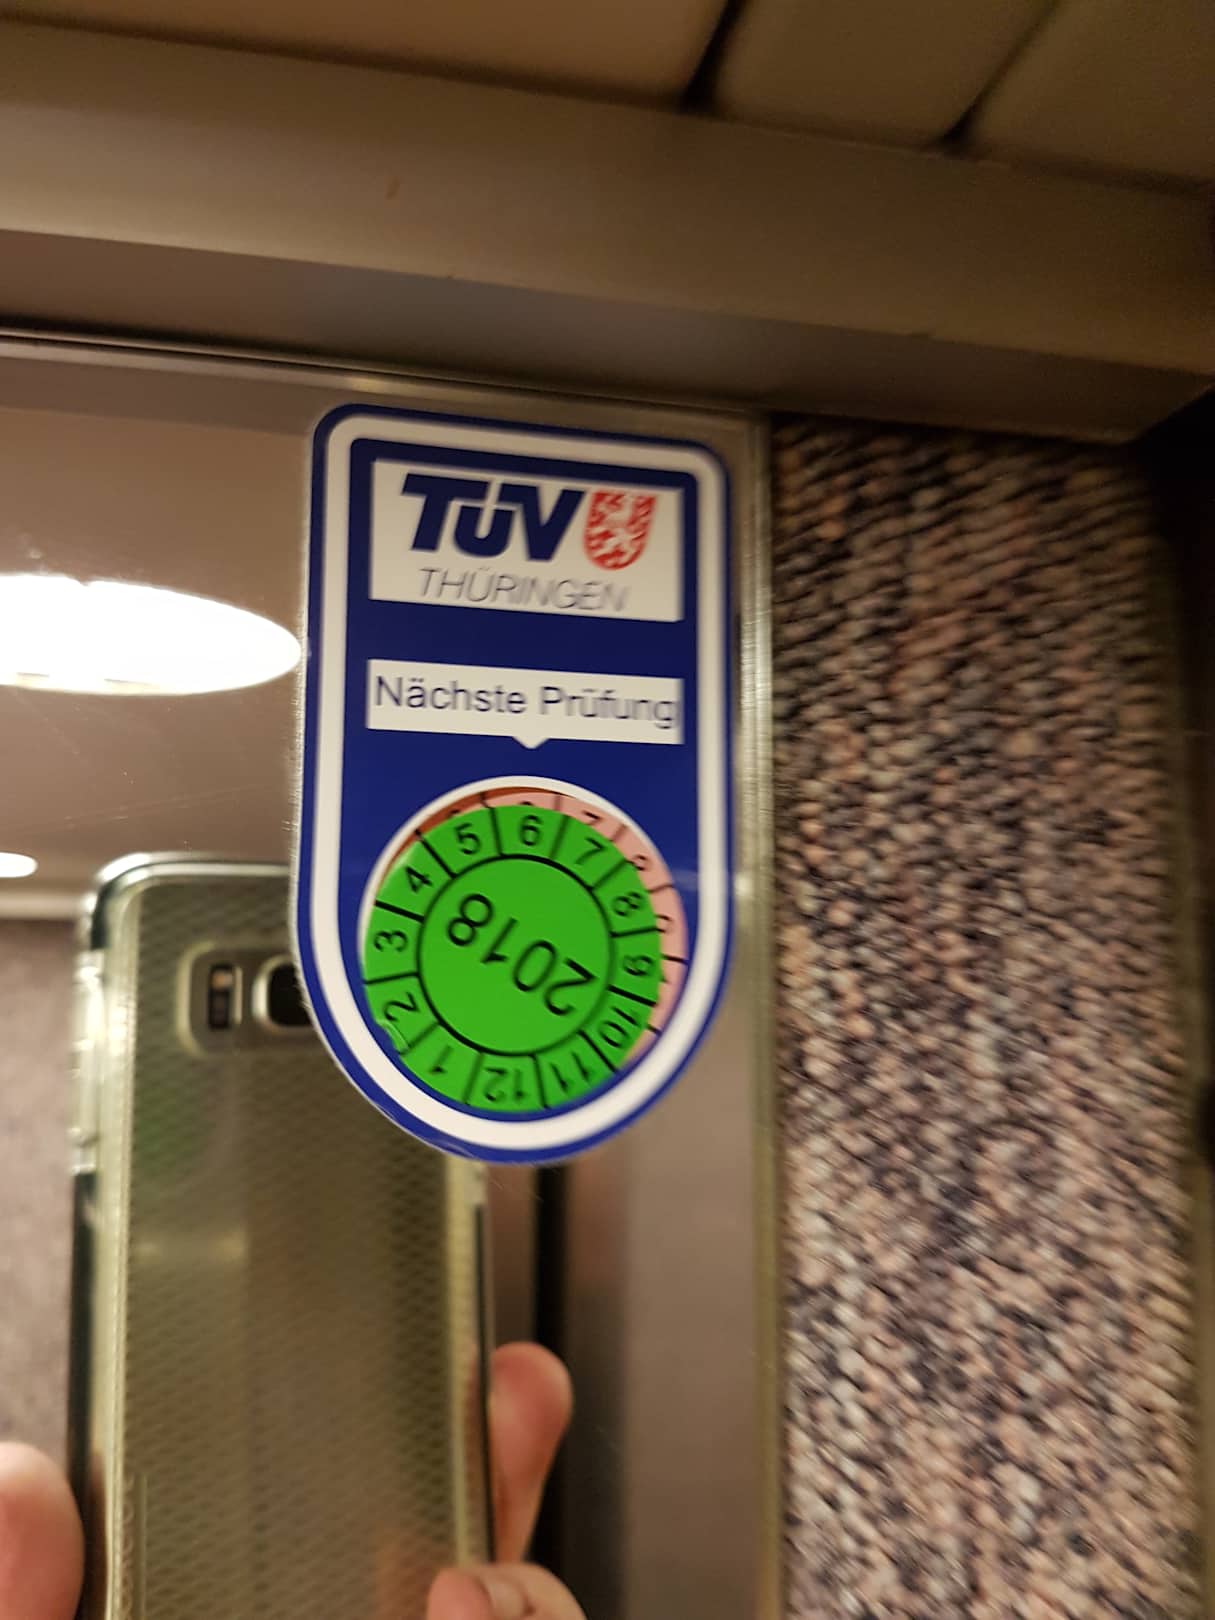 TÜV
THÜRINGEN
Nächste Prüfung
1 2 3 4 5 6 7 8 9 10 11 12
2018